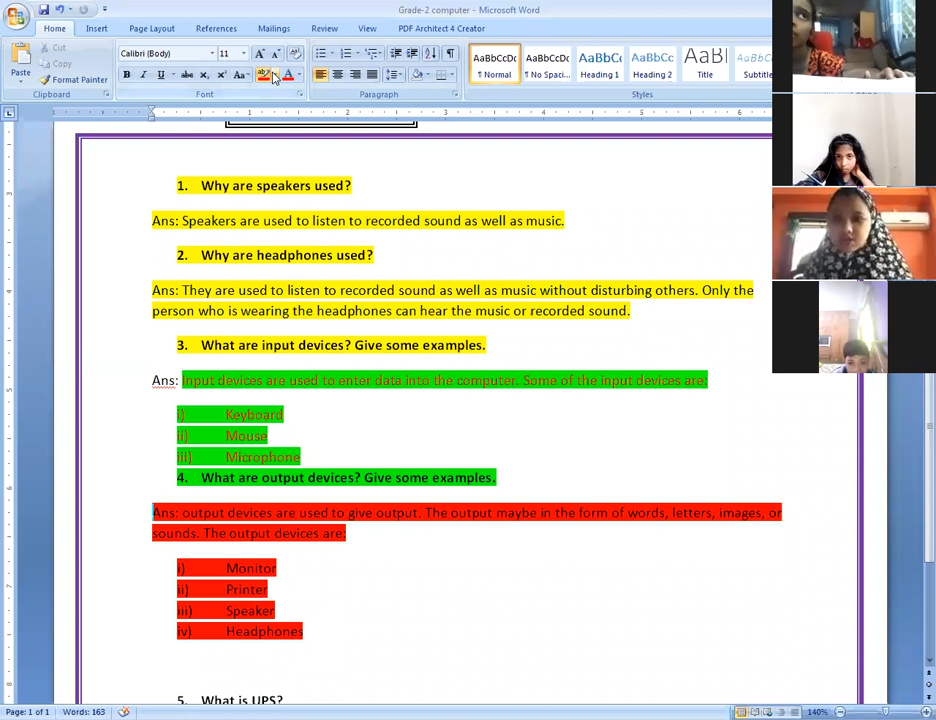 Grade-2 computer - Microsoft Word
Home Insert Page Layout References Mailings Review View PDF Architect 4 Creator
Paste
Cut
Copy
Format Painter
Clipboard
Calibri (Body) 11
Font
Paragraph
AaBbCcDc AaBbCcDc AaBbC AaBbCc AaBl AaBbCc
¶ Normal ¶ No Spaci... Heading 1 Heading 2 Title Subtitle
Styles
1. Why are speakers used?
Ans: Speakers are used to listen to recorded sound as well as music.
2. Why are headphones used?
Ans: They are used to listen to recorded sound as well as music without disturbing others. Only the
person who is wearing the headphones can hear the music or recorded sound.
3. What are input devices? Give some examples.
Ans: Input devices are used to enter data into the computer. Some of the input devices are:
i) Keyboard
ii) Mouse
iii) Microphone
4. What are output devices? Give some examples.
Ans: output devices are used to give output. The output maybe in the form of words, letters, images, or
sounds. The output devices are:
i) Monitor
ii) Printer
iii) Speaker
iv) Headphones
5. What is UPS?
Page: 1 of 1 Words: 163 140%